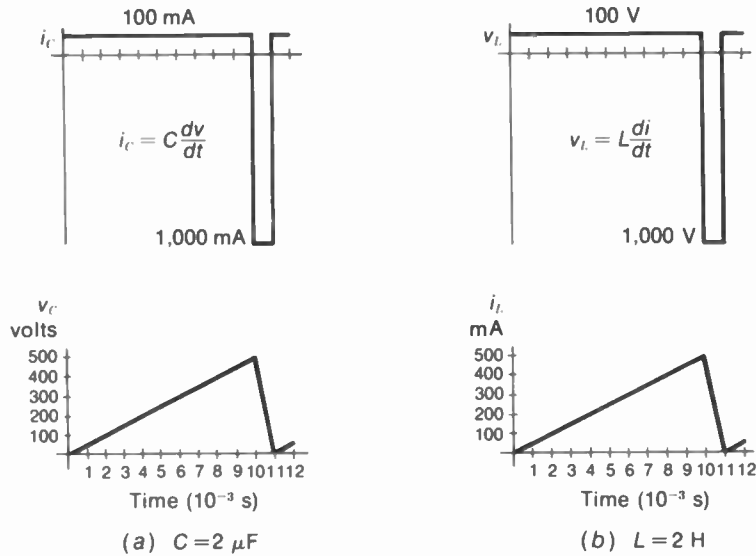 100 mA
i_C
i_C = C dv/dt
1,000 mA
v_C
volts
500
400
300
200
100
1 2 3 4 5 6 7 8 9 10 11 12
Time (10⁻³ s)
(a) C = 2 μF
100 V
v_L
v_L = L di/dt
1,000 V
i_L
mA
500
400
300
200
100
1 2 3 4 5 6 7 8 9 10 11 12
Time (10⁻³ s)
(b) L = 2 H